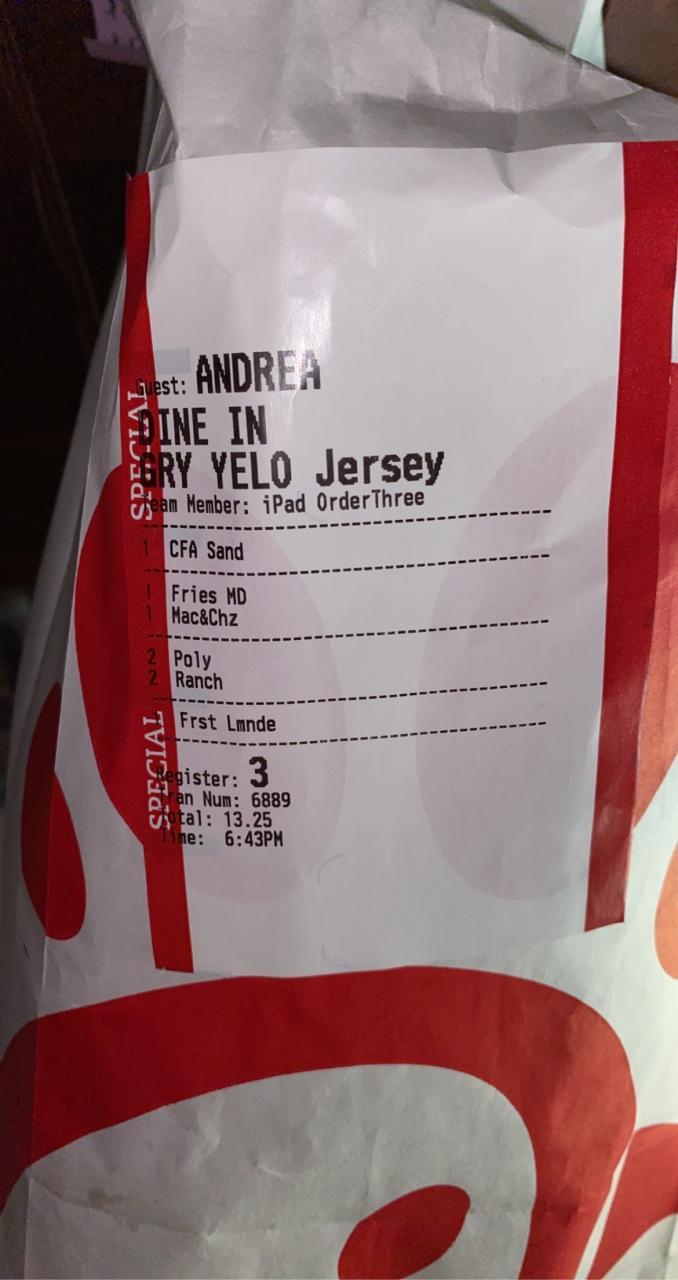 Guest: ANDREA
DINE IN
GRY YELO Jersey
Team Member: iPad OrderThree
1 CFA Sand
1 Fries MD
1 Mac&Chz
2 Poly
2 Ranch
Frst Lmnde
Register: 3
Tran Num: 6889
Total: 13.25
Time: 6:43PM
SPECIAL
SPECIAL